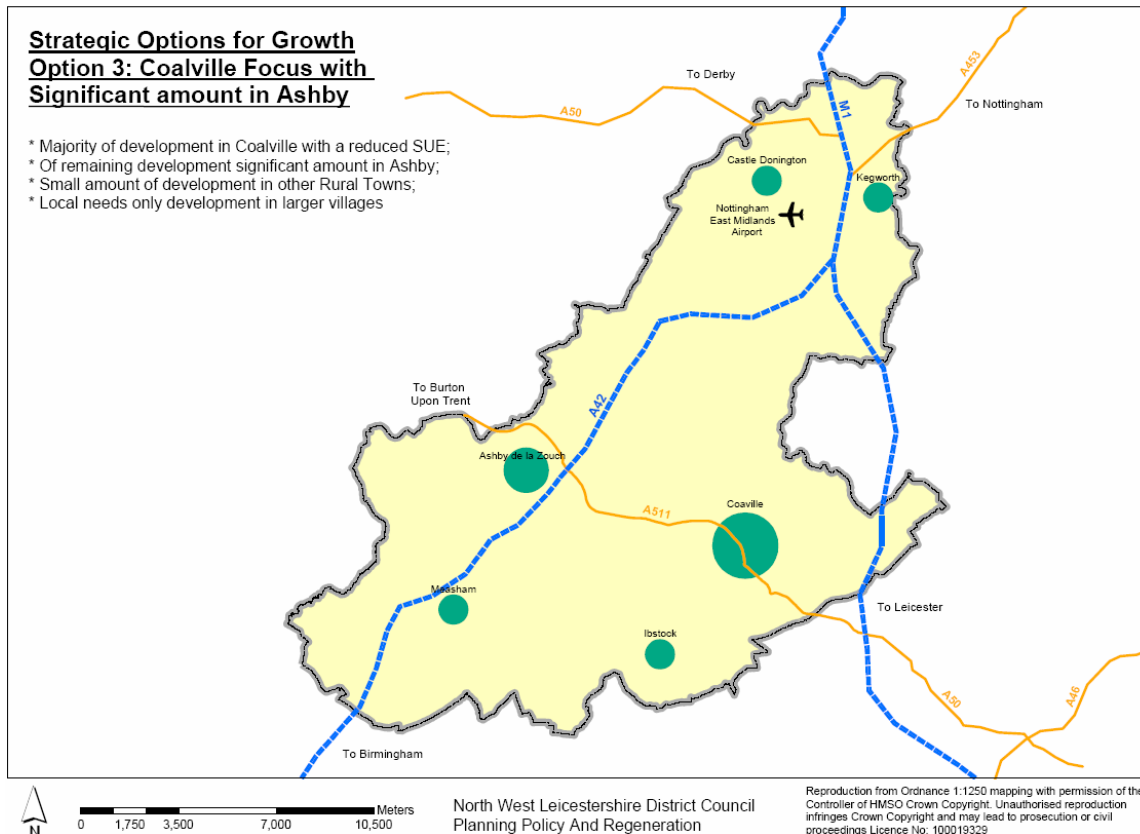 Strategic Options for Growth
Option 3: Coalville Focus with
Significant amount in Ashby
* Majority of development in Coalville with a reduced SUE;
* Of remaining development significant amount in Ashby;
* Small amount of development in other Rural Towns;
* Local needs only development in larger villages
To Derby
A50
M1
A453
To Nottingham
Castle Donington
Kegworth
Nottingham
East Midlands
Airport
To Burton
Upon Trent
A42
Ashby de la Zouch
A511
Coaville
Measham
Ibstock
To Leicester
A50
A46
To Birmingham
N
0 1,750 3,500 7,000 10,500
Meters
North West Leicestershire District Council
Planning Policy And Regeneration
Reproduction from Ordnance 1:1250 mapping with permission of the
Controller of HMSO Crown Copyright. Unauthorised reproduction
infringes Crown Copyright and may lead to prosecution or civil
proceedings Licence No: 100019329